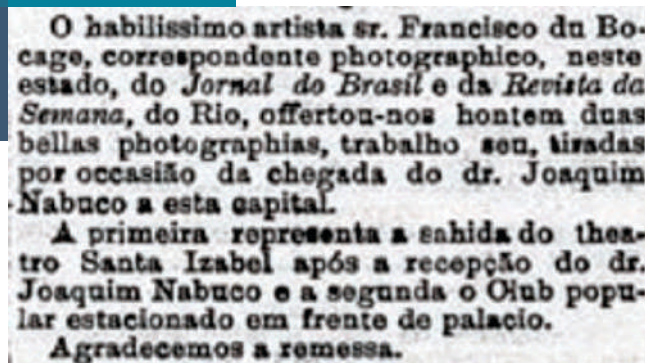 O habilissimo artista sr. Francisco du Bo-
cage, correspondente photographico, neste
estado, do Jornal do Brasil e da Revista da
Semana, do Rio, offertou-nos hontem duas
bellas photographias, trabalho seu, tiradas
por occasião da chegada do dr. Joaquim
Nabuco a esta capital.
A primeira representa a sahida do thea-
tro Santa Izabel após a recepção do dr.
Joaquim Nabuco e a segunda o Club popu-
lar estacionado em frente de palacio.
Agradecemos a remessa.